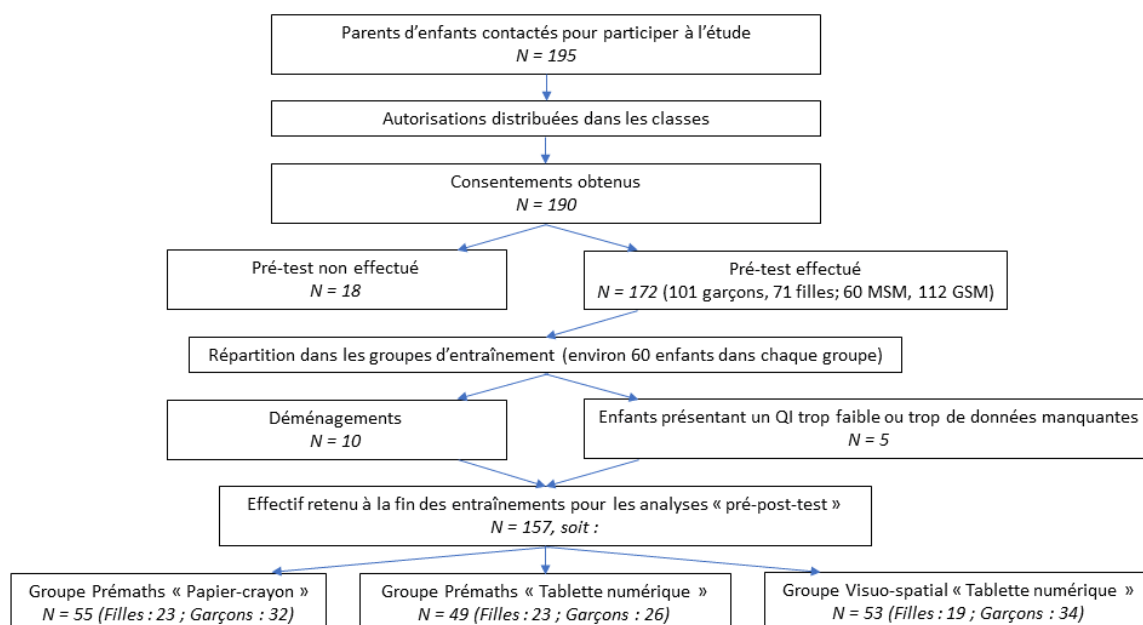 Parents d'enfants contactés pour participer à l'étude
N = 195
Autorisations distribuées dans les classes
Consentements obtenus
N = 190
Pré-test non effectué
N = 18
Pré-test effectué
N = 172 (101 garçons, 71 filles; 60 MSM, 112 GSM)
Répartition dans les groupes d'entraînement (environ 60 enfants dans chaque groupe)
Déménagements
N = 10
Enfants présentant un QI trop faible ou trop de données manquantes
N = 5
Effectif retenu à la fin des entraînements pour les analyses « pré-post-test »
N = 157, soit :
Groupe Prémaths « Papier-crayon »
N = 55 (Filles : 23 ; Garçons : 32)
Groupe Prémaths « Tablette numérique »
N = 49 (Filles : 23 ; Garçons : 26)
Groupe Visuo-spatial « Tablette numérique »
N = 53 (Filles : 19 ; Garçons : 34)